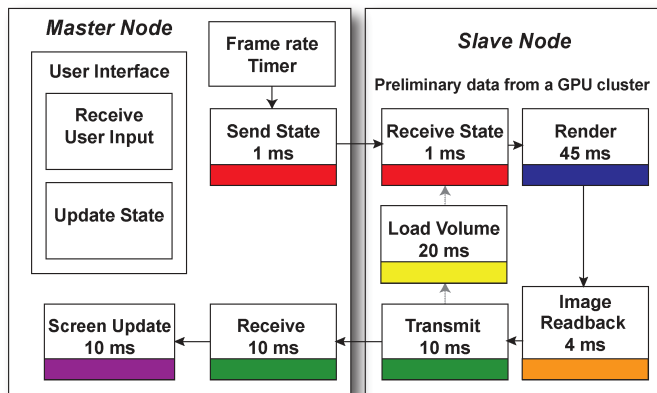 Master Node
User Interface
Receive
User Input
Update State
Frame rate
Timer
Send State
1 ms
Screen Update
10 ms
Receive
10 ms
Slave Node
Preliminary data from a GPU cluster
Receive State
1 ms
Render
45 ms
Load Volume
20 ms
Transmit
10 ms
Image
Readback
4 ms